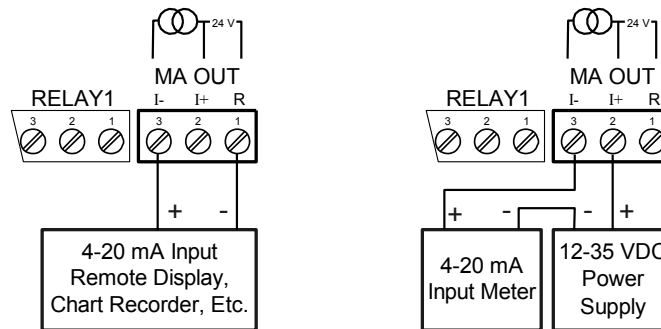 24 V
MA OUT
RELAY1
I- I+ R
3 2 1
3 2 1
+ -
4-20 mA Input
Remote Display,
Chart Recorder, Etc.
24 V
MA OUT
RELAY1
I- I+ R
3 2 1
3 2 1
+ - - +
4-20 mA
Input Meter
12-35 VDC
Power
Supply